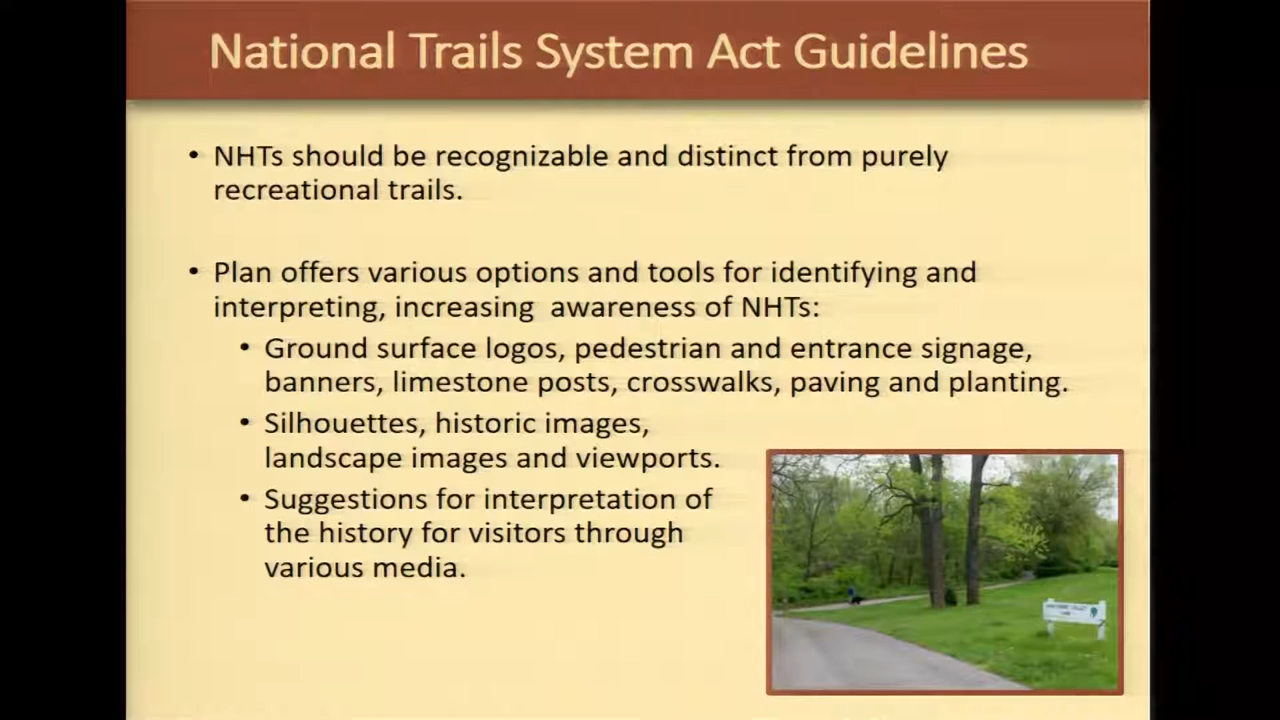 National Trails System Act Guidelines
• NHTs should be recognizable and distinct from purely
recreational trails.
• Plan offers various options and tools for identifying and
interpreting, increasing  awareness of NHTs:
• Ground surface logos, pedestrian and entrance signage,
banners, limestone posts, crosswalks, paving and planting.
• Silhouettes, historic images,
landscape images and viewports.
• Suggestions for interpretation of
the history for visitors through
various media.